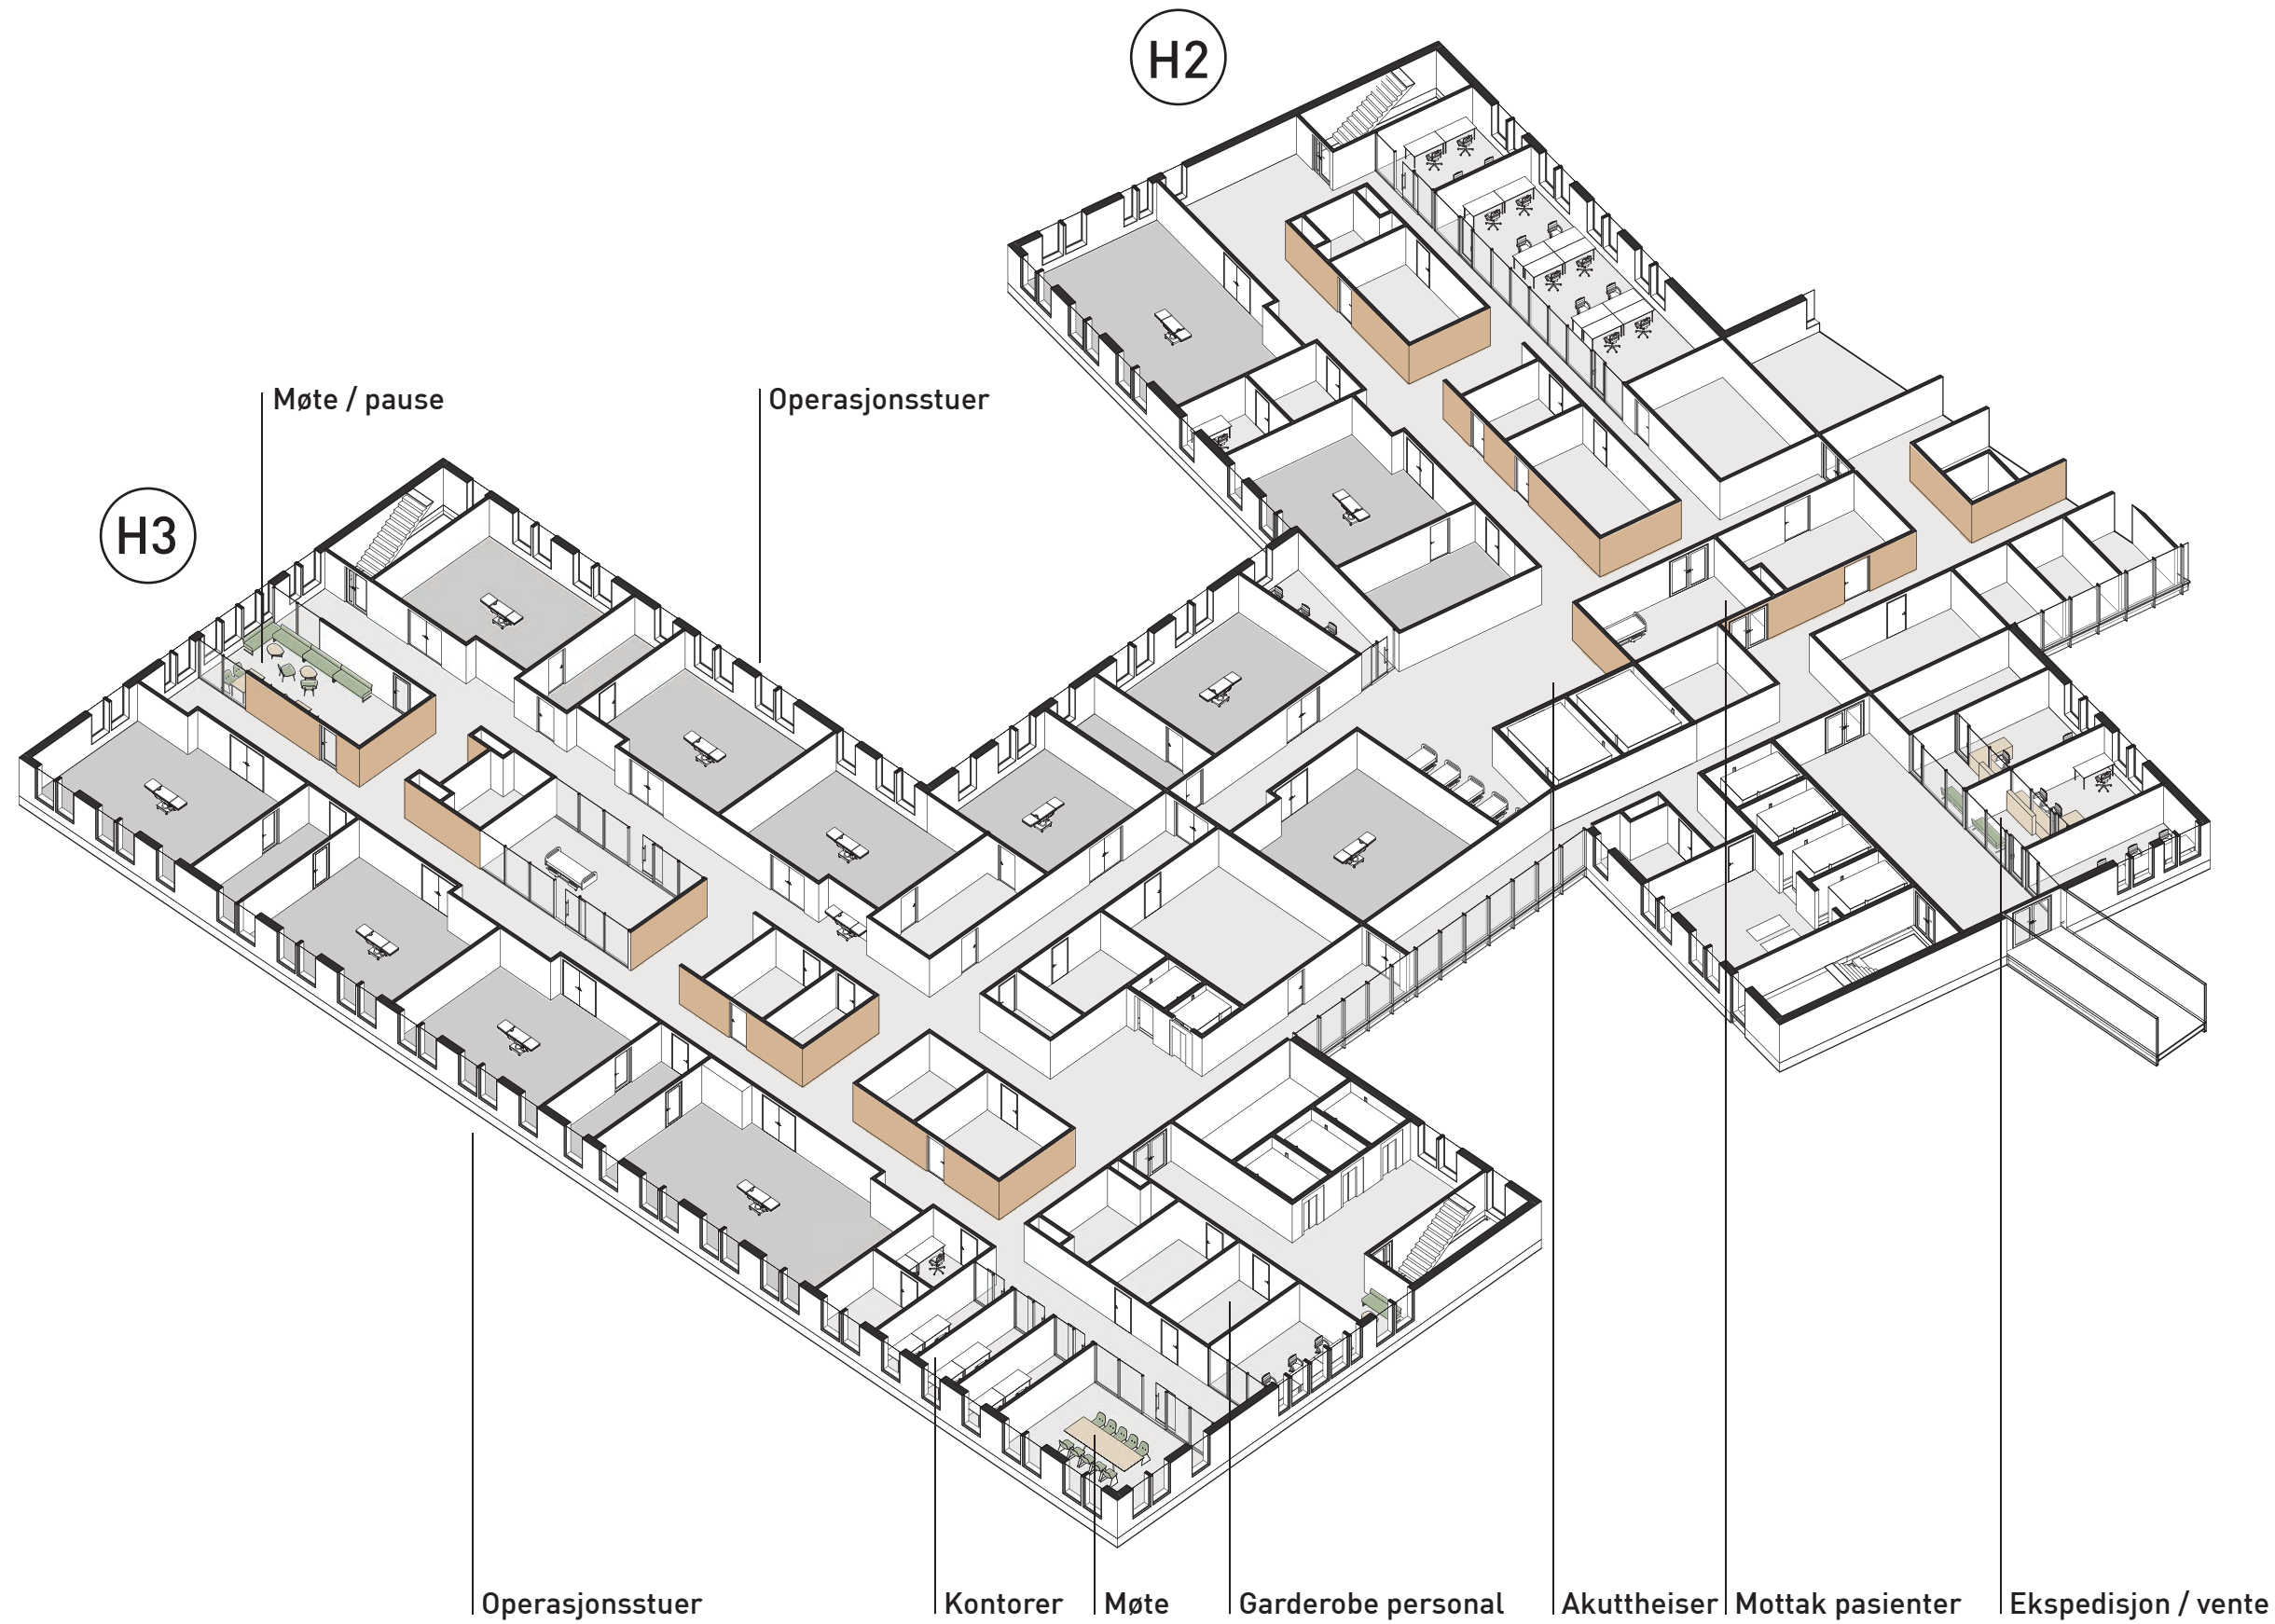 H2
Møte / pause
Operasjonsstuer
H3
Operasjonsstuer
Kontorer
Møte
Garderobe personal
Akuttheiser
Mottak pasienter
Ekspedisjon / vente